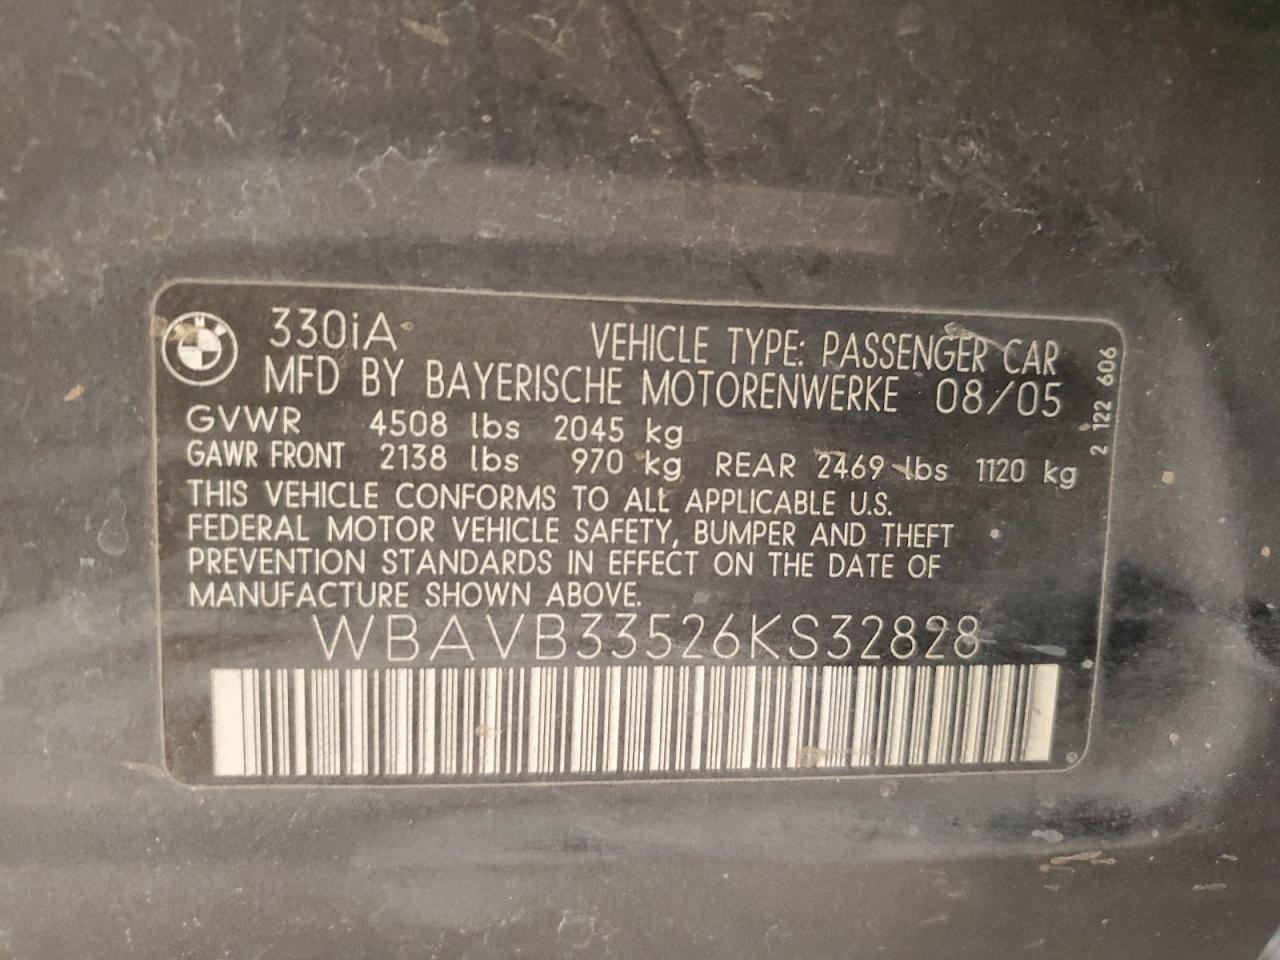 330iA VEHICLE TYPE: PASSENGER CAR
MFD BY BAYERISCHE MOTORENWERKE 08/05
GVWR 4508 lbs 2045 kg
GAWR FRONT 2138 lbs 970 kg REAR 2469 lbs 1120 kg
THIS VEHICLE CONFORMS TO ALL APPLICABLE U.S.
FEDERAL MOTOR VEHICLE SAFETY, BUMPER AND THEFT
PREVENTION STANDARDS IN EFFECT ON THE DATE OF
MANUFACTURE SHOWN ABOVE.
WBAVB33526KS32828
2 122 606